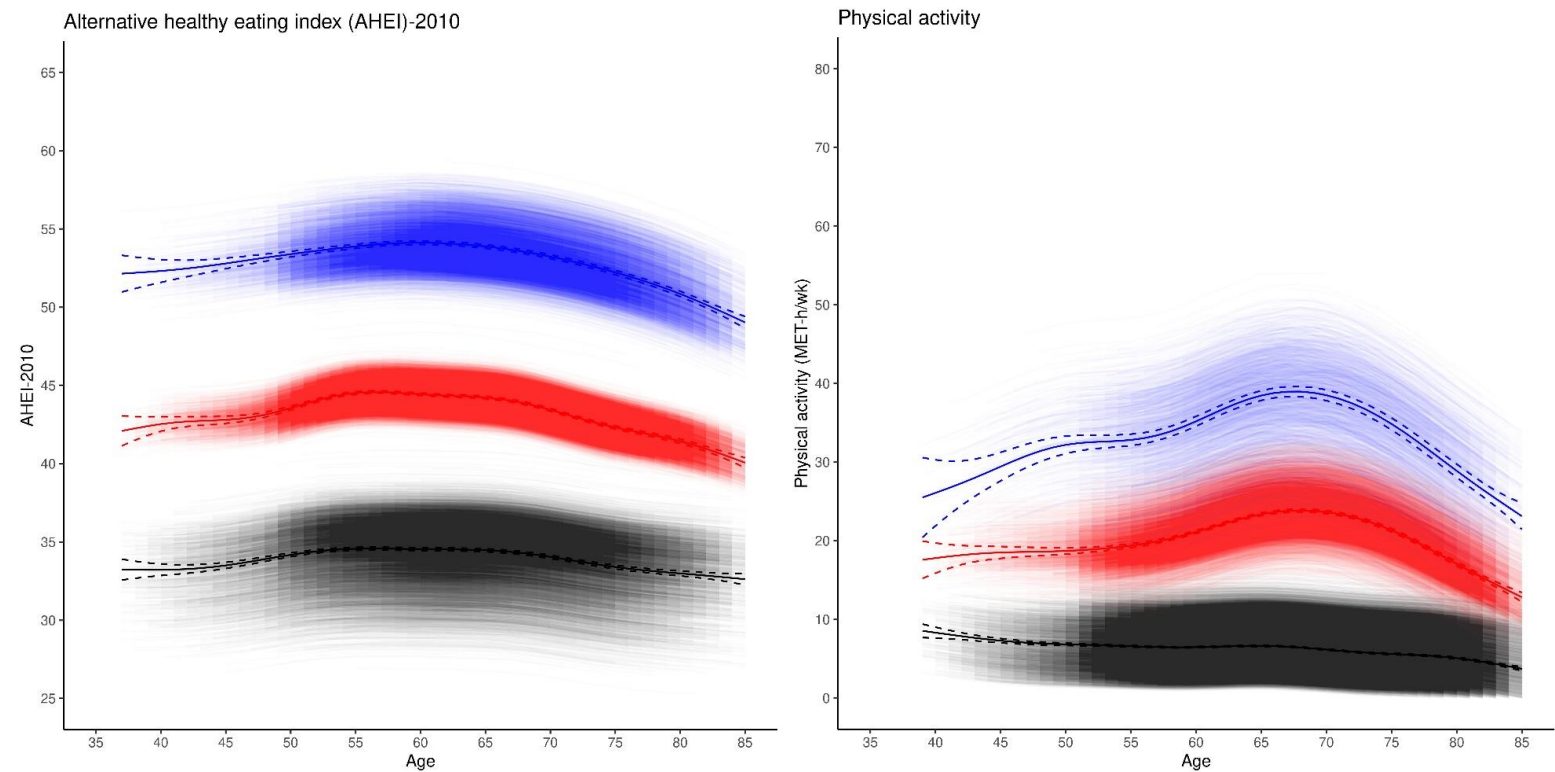 Alternative healthy eating index (AHEI)-2010
AHEI-2010
65
60
55
50
45
40
35
30
25
35 40 45 50 55 60 65 70 75 80 85
Age
Physical activity
Physical activity (MET-h/wk)
80
70
60
50
40
30
20
10
0
35 40 45 50 55 60 65 70 75 80 85
Age